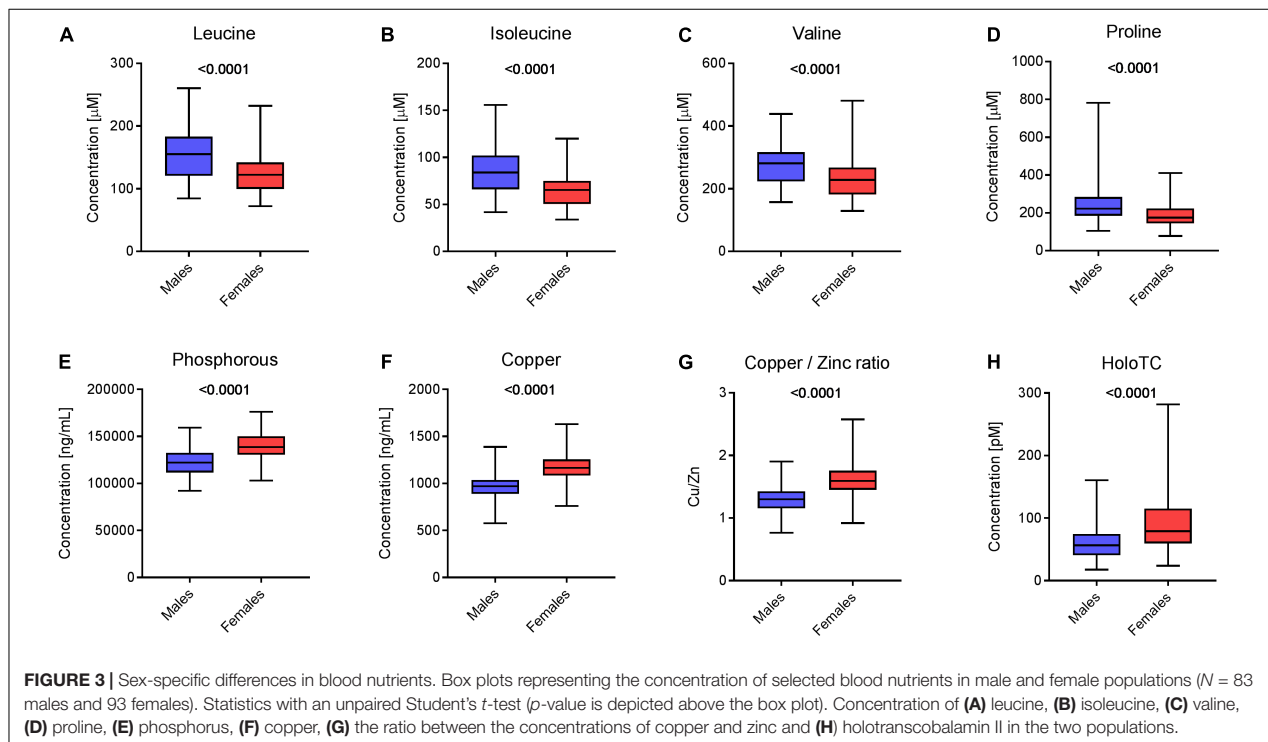 A Leucine
<0.0001
Concentration [µM]
300
200
100
0
Males
Females
B Isoleucine
<0.0001
Concentration [µM]
200
150
100
50
0
Males
Females
C Valine
<0.0001
Concentration [µM]
600
400
200
0
Males
Females
D Proline
<0.0001
Concentration [µM]
1000
800
600
400
200
0
Males
Females
E Phosphorous
<0.0001
Concentration [ng/mL]
200000
150000
100000
50000
0
Males
Females
F Copper
<0.0001
Concentration [ng/mL]
2000
1500
1000
500
0
Males
Females
G Copper / Zinc ratio
<0.0001
Cu/Zn
3
2
1
0
Males
Females
H HoloTC
<0.0001
Concentration [pM]
300
200
100
0
Males
Females
FIGURE 3 | Sex-specific differences in blood nutrients. Box plots representing the concentration of selected blood nutrients in male and female populations (N = 83
males and 93 females). Statistics with an unpaired Student's t-test (p-value is depicted above the box plot). Concentration of (A) leucine, (B) isoleucine, (C) valine,
(D) proline, (E) phosphorus, (F) copper, (G) the ratio between the concentrations of copper and zinc and (H) holotranscobalamin II in the two populations.